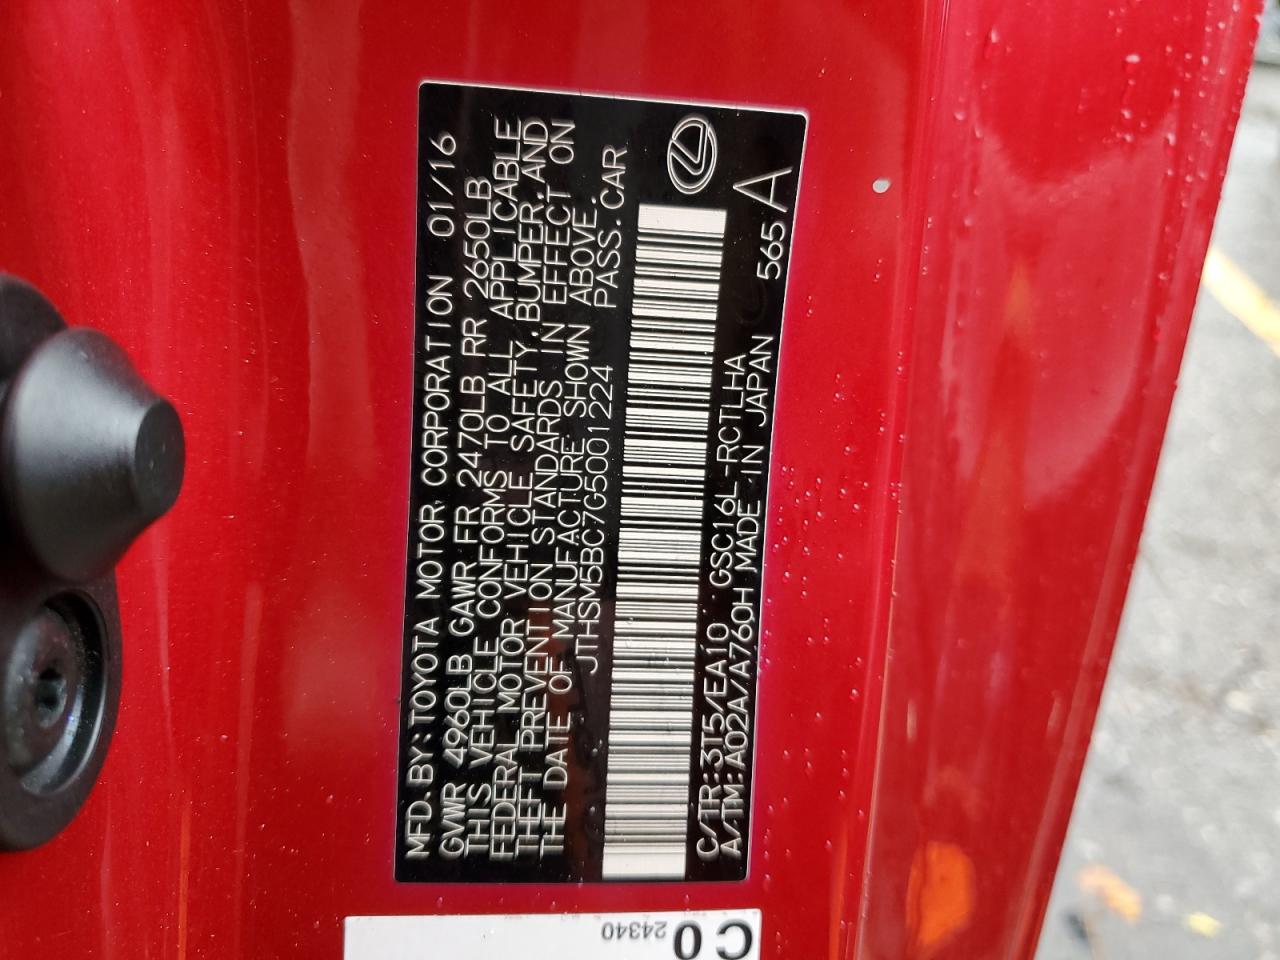 MFD. BY: TOYOTA MOTOR CORPORATION 01/16
GVWR 4960LB GAWR FR 2470LB RR 2650LB
THIS VEHICLE CONFORMS TO ALL APPLICABLE
FEDERAL MOTOR VEHICLE SAFETY, BUMPER, AND
THEFT PREVENTION STANDARDS IN EFFECT ON
THE DATE OF MANUFACTURE SHOWN ABOVE.
JTHSM5BC7G5001224 PASS. CAR
C/TR: 3T5/EA10 GSC16L-RCTLHA
A/TM: A02A/A760H MADE IN JAPAN 565 A
C0
24340